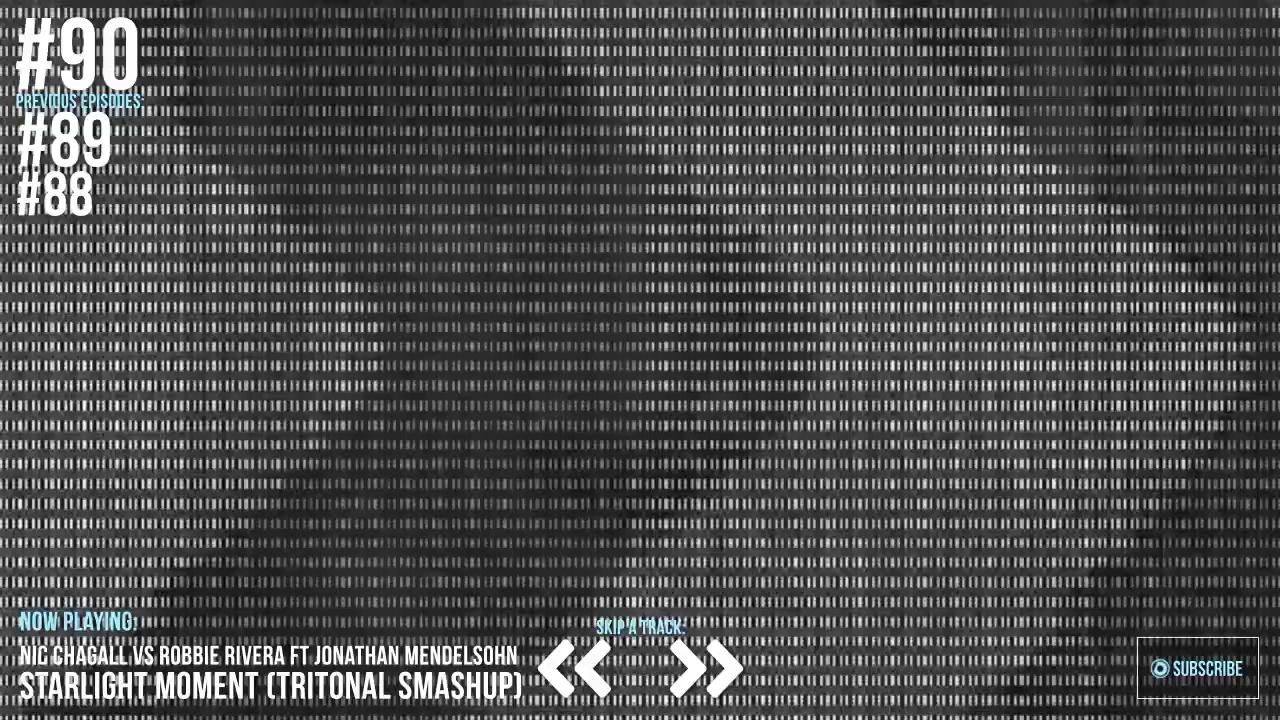 #90
PREVIOUS EPISODES:
#89
#88
NOW PLAYING:
NIC CHAGALL VS ROBBIE RIVERA FT JONATHAN MENDELSOHN
STARLIGHT MOMENT (TRITONAL SMASHUP)
SKIP A TRACK:
SUBSCRIBE